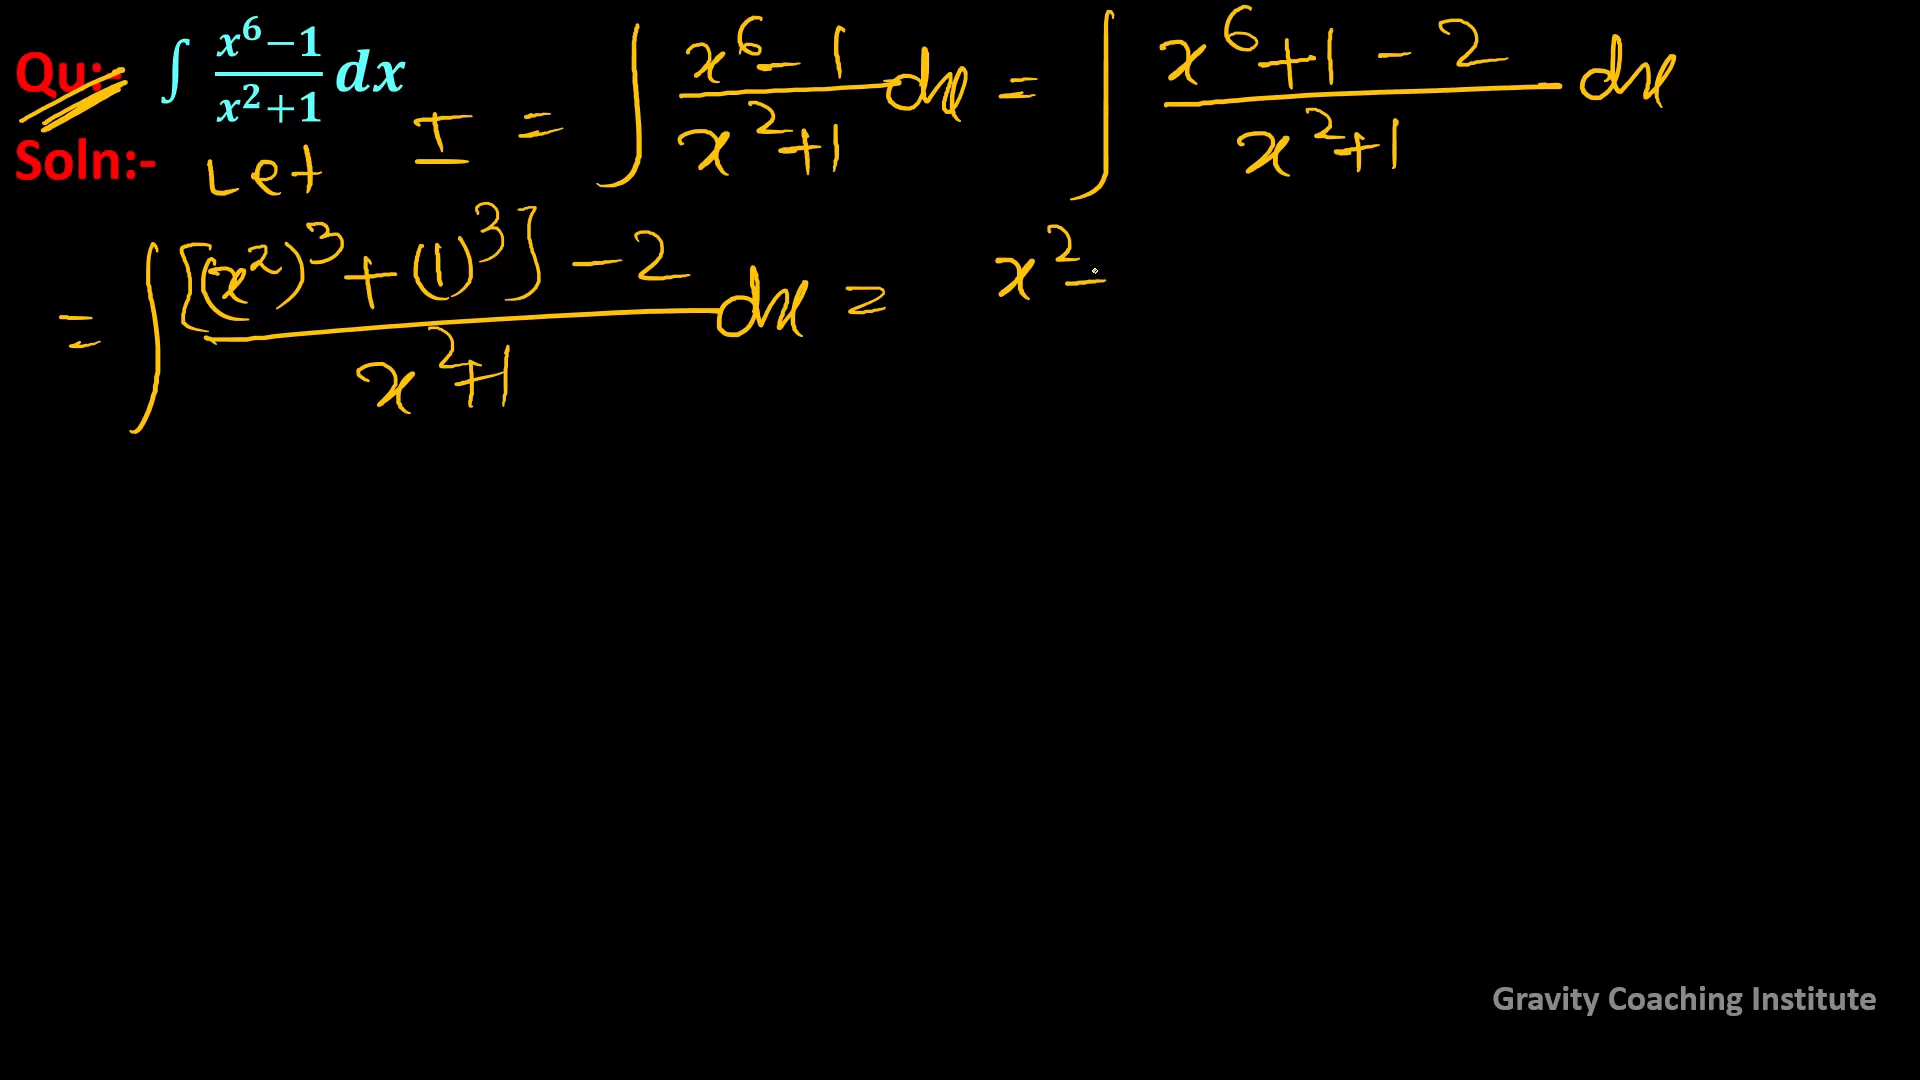 Qu:- ∫ x⁶−1 / x²+1 dx
Soln:- Let I = ∫ x⁶-1 / x²+1 dx = ∫ x⁶+1-2 / x²+1 dx
= ∫ [(x²)³+(1)³]-2 / x²+1 dx = x²-
Gravity Coaching Institute